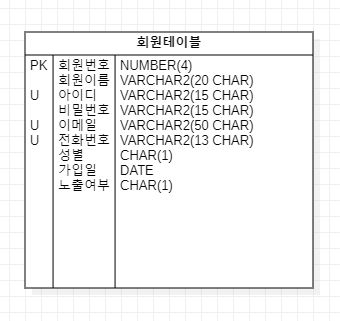 회원테이블
PK 회원번호 NUMBER(4)
회원이름 VARCHAR2(20 CHAR)
U 아이디 VARCHAR2(15 CHAR)
비밀번호 VARCHAR2(15 CHAR)
U 이메일 VARCHAR2(50 CHAR)
U 전화번호 VARCHAR2(13 CHAR)
성별 CHAR(1)
가입일 DATE
노출여부 CHAR(1)